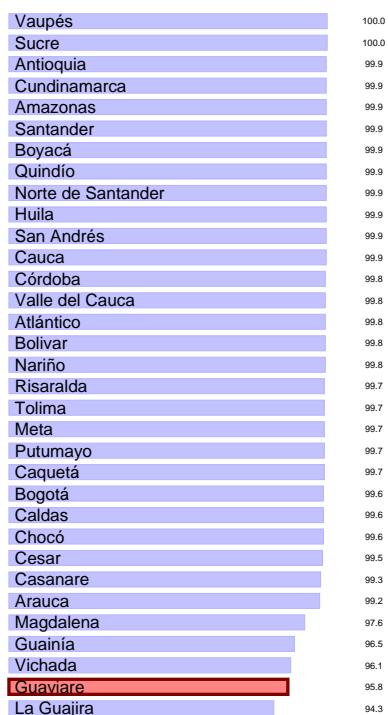 Vaupés 100.0
Sucre 100.0
Antioquia 99.9
Cundinamarca 99.9
Amazonas 99.9
Santander 99.9
Boyacá 99.9
Quindío 99.9
Norte de Santander 99.9
Huila 99.9
San Andrés 99.9
Cauca 99.9
Córdoba 99.8
Valle del Cauca 99.8
Atlántico 99.8
Bolivar 99.8
Nariño 99.8
Risaralda 99.7
Tolima 99.7
Meta 99.7
Putumayo 99.7
Caquetá 99.7
Bogotá 99.6
Caldas 99.6
Chocó 99.6
Cesar 99.5
Casanare 99.3
Arauca 99.2
Magdalena 97.6
Guainía 96.5
Vichada 96.1
Guaviare 95.8
La Guajira 94.3